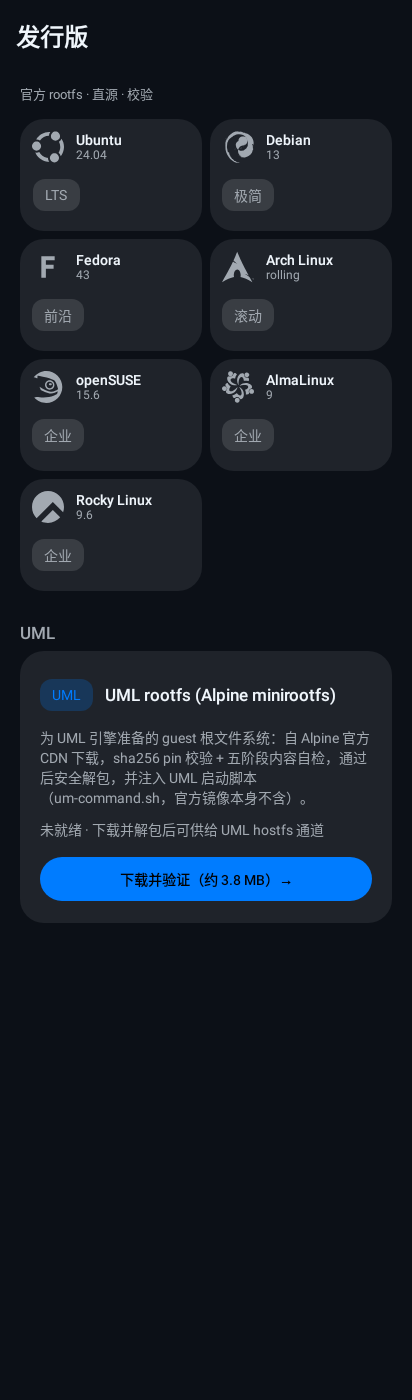 发行版
官方 rootfs · 直源 · 校验
Ubuntu
24.04
LTS
Debian
13
极简
Fedora
43
前沿
Arch Linux
rolling
滚动
openSUSE
15.6
企业
AlmaLinux
9
企业
Rocky Linux
9.6
企业
UML
UML
UML rootfs (Alpine minirootfs)
为 UML 引擎准备的 guest 根文件系统：自 Alpine 官方
CDN 下载，sha256 pin 校验 + 五阶段内容自检，通过
后安全解包，并注入 UML 启动脚本
（um-command.sh，官方镜像本身不含）。
未就绪 · 下载并解包后可供给 UML hostfs 通道
下载并验证（约 3.8 MB）→